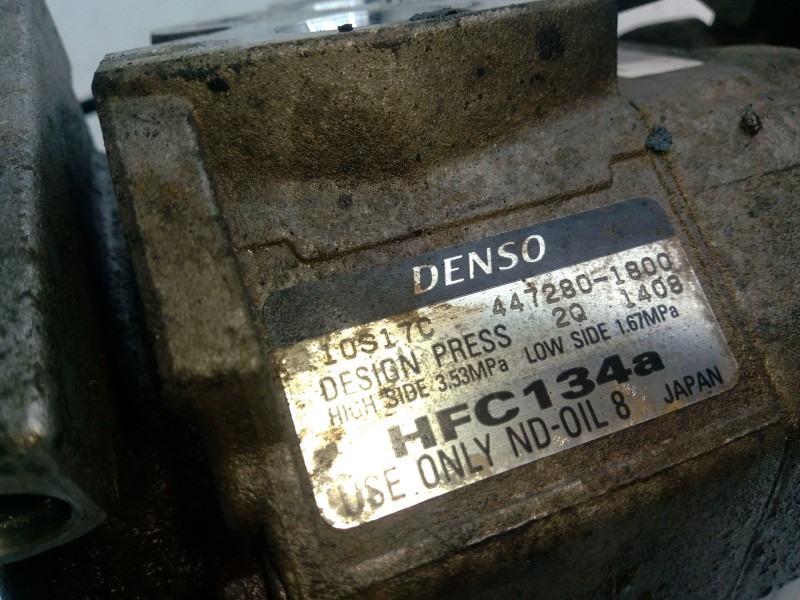 DENSO
10S17C 447280-1800
DESIGN PRESS 2Q 1408
HIGH SIDE 3.53MPa LOW SIDE 1.67MPa
HFC134a
USE ONLY ND-OIL 8 JAPAN